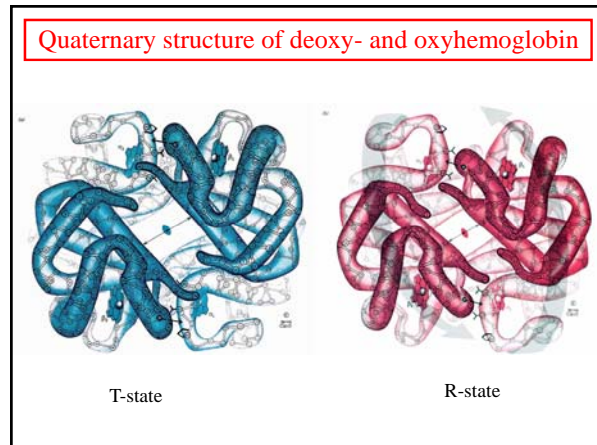 Quaternary structure of deoxy- and oxyhemoglobin
T-state
R-state